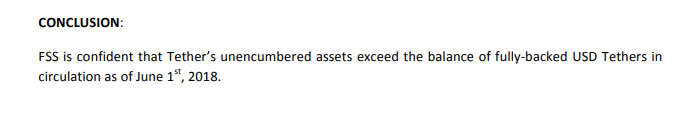 CONCLUSION:
FSS is confident that Tether’s unencumbered assets exceed the balance of fully-backed USD Tethers in
circulation as of June 1st, 2018.